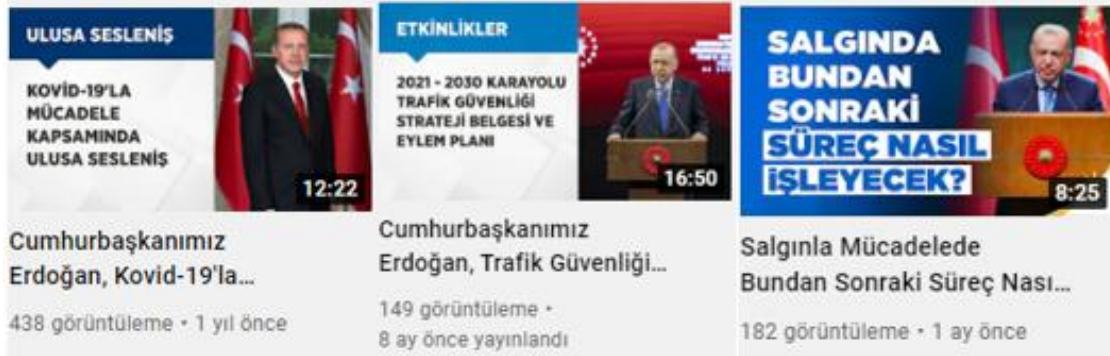 ULUSA SESLENİŞ
KOVİD-19'LA
MÜCADELE
KAPSAMINDA
ULUSA SESLENİŞ
12:22
Cumhurbaşkanımız
Erdoğan, Kovid-19'la...
438 görüntüleme • 1 yıl önce
ETKİNLİKLER
2021 - 2030 KARAYOLU
TRAFİK GÜVENLİĞİ
STRATEJİ BELGESİ VE
EYLEM PLANI
16:50
Cumhurbaşkanımız
Erdoğan, Trafik Güvenliği...
149 görüntüleme •
8 ay önce yayınlandı
SALGINDA
BUNDAN
SONRAKİ
SÜREÇ NASIL
İŞLEYECEK?
8:25
Salgınla Mücadelede
Bundan Sonraki Süreç Nası...
182 görüntüleme • 1 ay önce